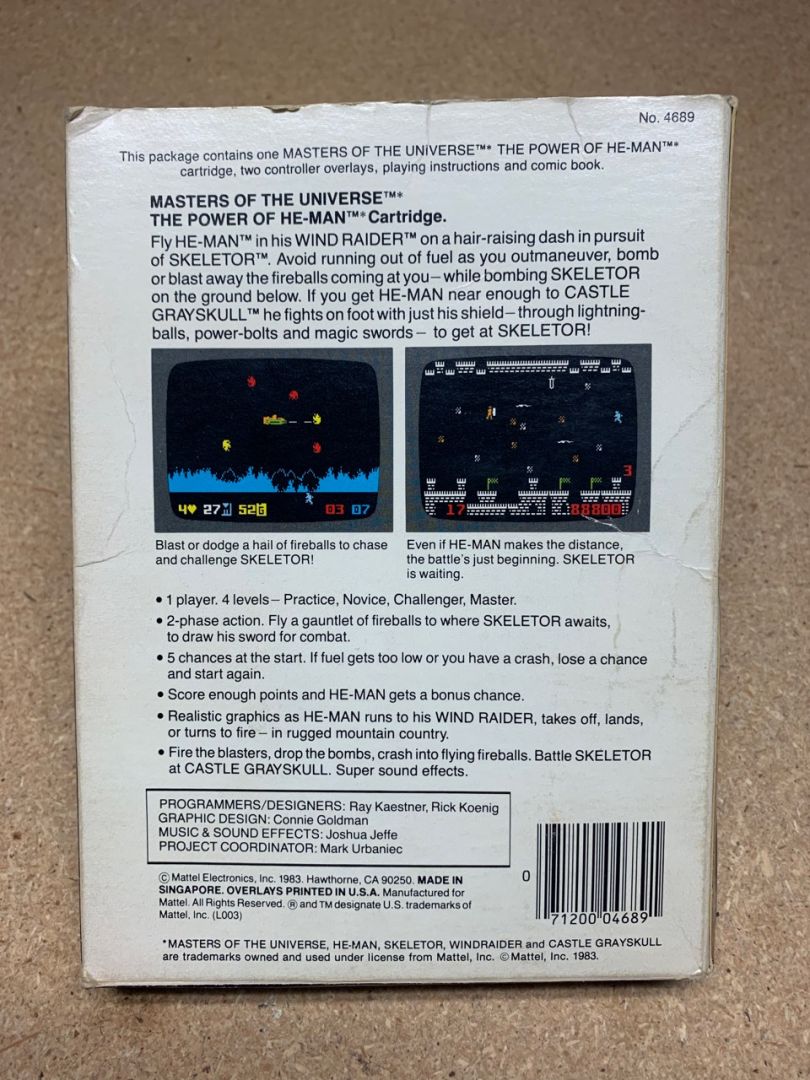 No. 4689
This package contains one MASTERS OF THE UNIVERSE™* THE POWER OF HE-MAN™*
cartridge, two controller overlays, playing instructions and comic book.
MASTERS OF THE UNIVERSE™*
THE POWER OF HE-MAN™* Cartridge.
Fly HE-MAN™ in his WIND RAIDER™ on a hair-raising dash in pursuit
of SKELETOR™. Avoid running out of fuel as you outmaneuver, bomb
or blast away the fireballs coming at you—while bombing SKELETOR
on the ground below. If you get HE-MAN near enough to CASTLE
GRAYSKULL™ he fights on foot with just his shield—through lightning-
balls, power-bolts and magic swords— to get at SKELETOR!
4♥ 27M 52G 03 07
3
17 88800
Blast or dodge a hail of fireballs to chase
and challenge SKELETOR!
Even if HE-MAN makes the distance,
the battle's just beginning. SKELETOR
is waiting.
• 1 player. 4 levels— Practice, Novice, Challenger, Master.
• 2-phase action. Fly a gauntlet of fireballs to where SKELETOR awaits,
to draw his sword for combat.
• 5 chances at the start. If fuel gets too low or you have a crash, lose a chance
and start again.
• Score enough points and HE-MAN gets a bonus chance.
• Realistic graphics as HE-MAN runs to his WIND RAIDER, takes off, lands,
or turns to fire— in rugged mountain country.
• Fire the blasters, drop the bombs, crash into flying fireballs. Battle SKELETOR
at CASTLE GRAYSKULL. Super sound effects.
PROGRAMMERS/DESIGNERS: Ray Kaestner, Rick Koenig
GRAPHIC DESIGN: Connie Goldman
MUSIC & SOUND EFFECTS: Joshua Jeffe
PROJECT COORDINATOR: Mark Urbaniec
© Mattel Electronics, Inc. 1983. Hawthorne, CA 90250. MADE IN
SINGAPORE. OVERLAYS PRINTED IN U.S.A. Manufactured for
Mattel. All Rights Reserved. ® and TM designate U.S. trademarks of
Mattel, Inc. (L003)
0 71200 04689
*MASTERS OF THE UNIVERSE, HE-MAN, SKELETOR, WINDRAIDER and CASTLE GRAYSKULL
are trademarks owned and used under license from Mattel, Inc. © Mattel, Inc. 1983.